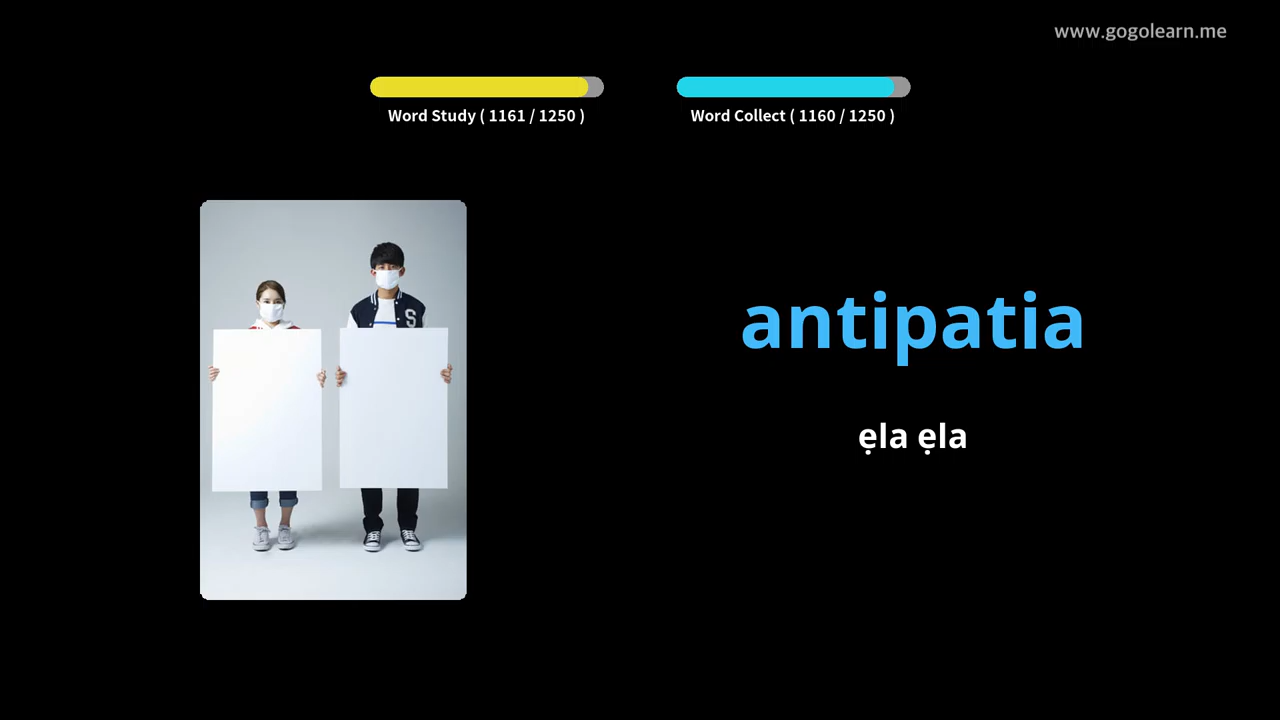 www.gogolearn.me
Word Study ( 1161 / 1250 )
Word Collect ( 1160 / 1250 )
S
antipatia
ẹla ẹla